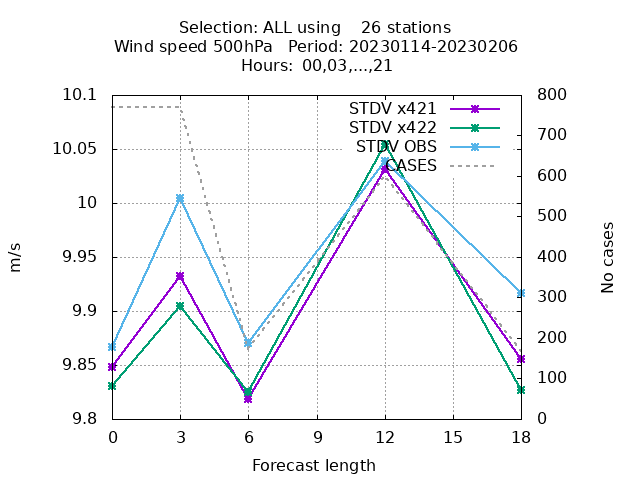 Selection: ALL using    26 stations
Wind speed 500hPa   Period: 20230114-20230206
Hours: 00,03,...,21
10.1
10.05
10
9.95
9.9
9.85
9.8
m/s
STDV x421
STDV x422
STDV OBS
CASES
800
700
600
500
400
300
200
100
0
No cases
0 3 6 9 12 15 18
Forecast length